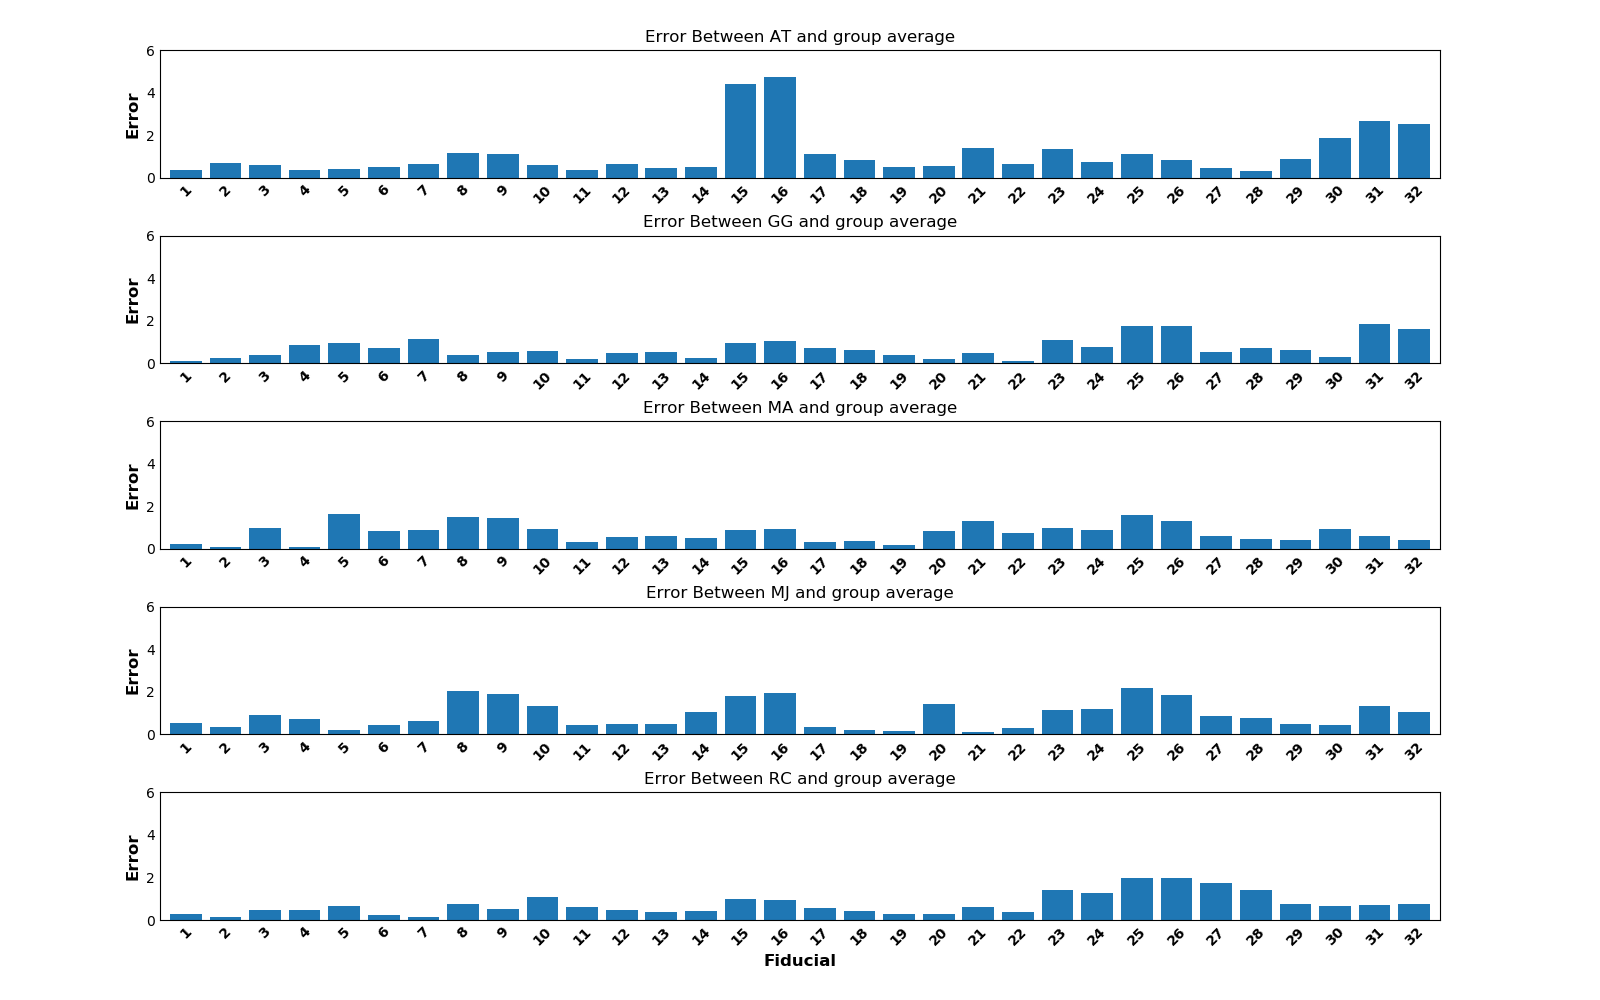 Error Between AT and group average
6
4
2
0
Error
1 2 3 4 5 6 7 8 9 10 11 12 13 14 15 16 17 18 19 20 21 22 23 24 25 26 27 28 29 30 31 32
Error Between GG and group average
6
4
2
0
Error
1 2 3 4 5 6 7 8 9 10 11 12 13 14 15 16 17 18 19 20 21 22 23 24 25 26 27 28 29 30 31 32
Error Between MA and group average
6
4
2
0
Error
1 2 3 4 5 6 7 8 9 10 11 12 13 14 15 16 17 18 19 20 21 22 23 24 25 26 27 28 29 30 31 32
Error Between MJ and group average
6
4
2
0
Error
1 2 3 4 5 6 7 8 9 10 11 12 13 14 15 16 17 18 19 20 21 22 23 24 25 26 27 28 29 30 31 32
Error Between RC and group average
6
4
2
0
Error
1 2 3 4 5 6 7 8 9 10 11 12 13 14 15 16 17 18 19 20 21 22 23 24 25 26 27 28 29 30 31 32
Fiducial